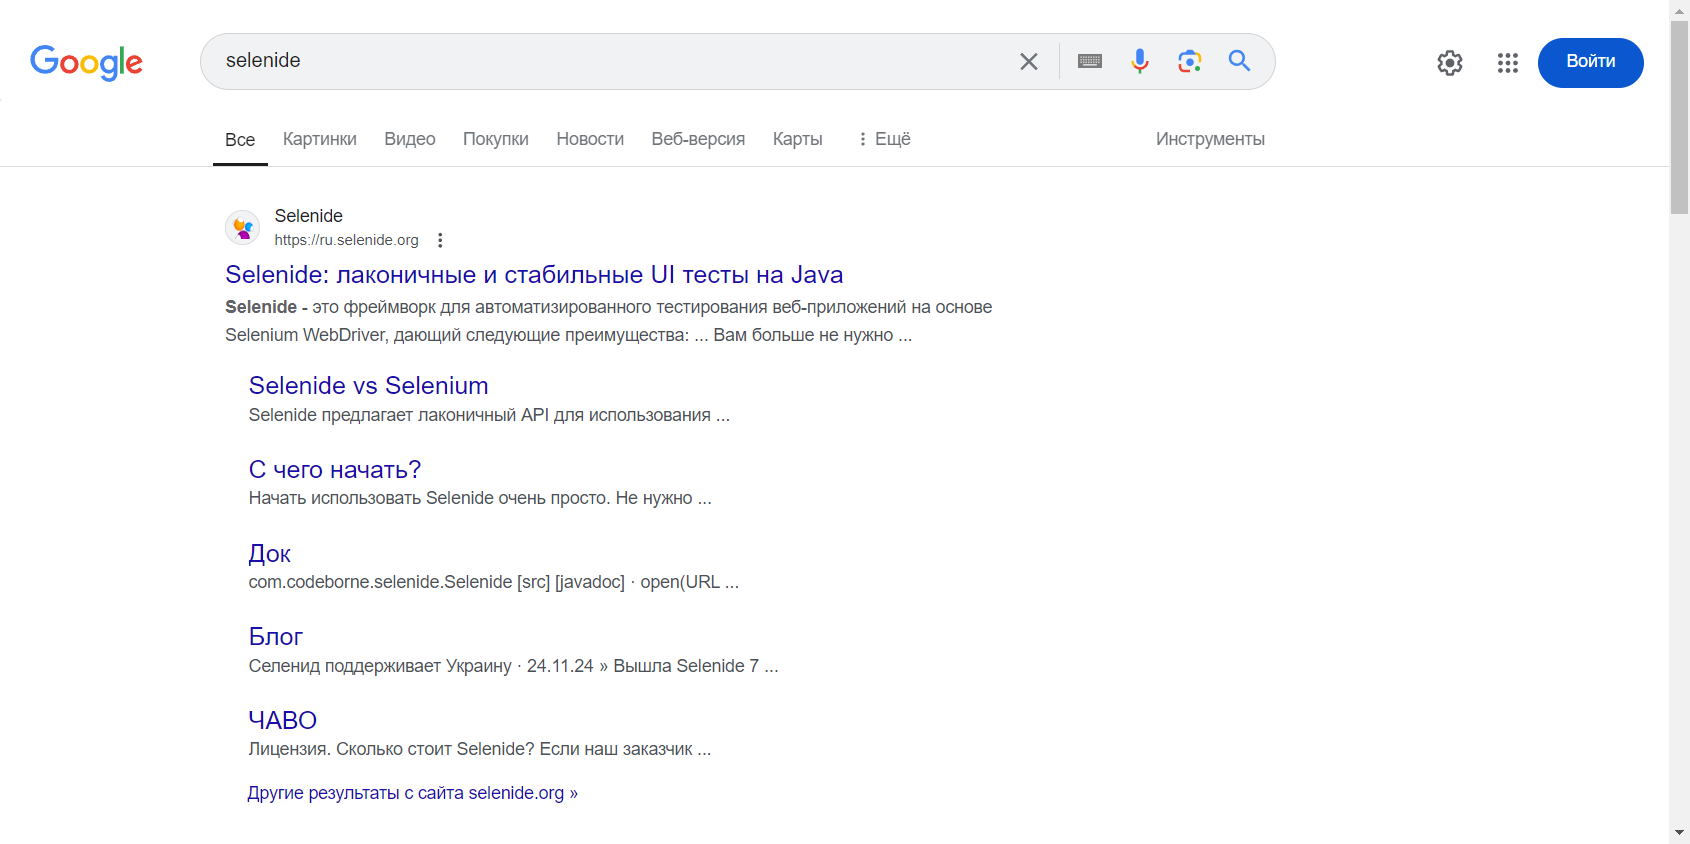 Google
selenide
Войти
Все Картинки Видео Покупки Новости Веб-версия Карты Ещё Инструменты
Selenide
https://ru.selenide.org
Selenide: лаконичные и стабильные UI тесты на Java
Selenide - это фреймворк для автоматизированного тестирования веб-приложений на основе
Selenium WebDriver, дающий следующие преимущества: ... Вам больше не нужно ...
Selenide vs Selenium
Selenide предлагает лаконичный API для использования ...
С чего начать?
Начать использовать Selenide очень просто. Не нужно ...
Док
com.codeborne.selenide.Selenide [src] [javadoc] · open(URL ...
Блог
Селенид поддерживает Украину · 24.11.24 » Вышла Selenide 7 ...
ЧАВО
Лицензия. Сколько стоит Selenide? Если наш заказчик ...
Другие результаты с сайта selenide.org »